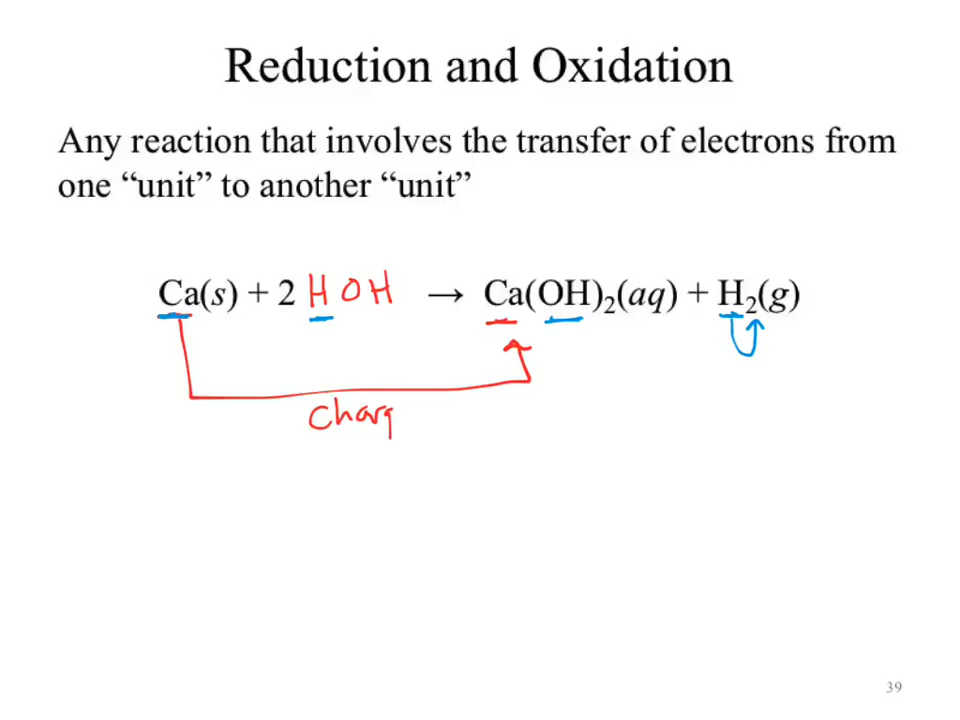 Reduction and Oxidation
Any reaction that involves the transfer of electrons from
one “unit” to another “unit”
Ca(s) + 2 H O H → Ca(OH)₂(aq) + H₂(g)
Charg
39